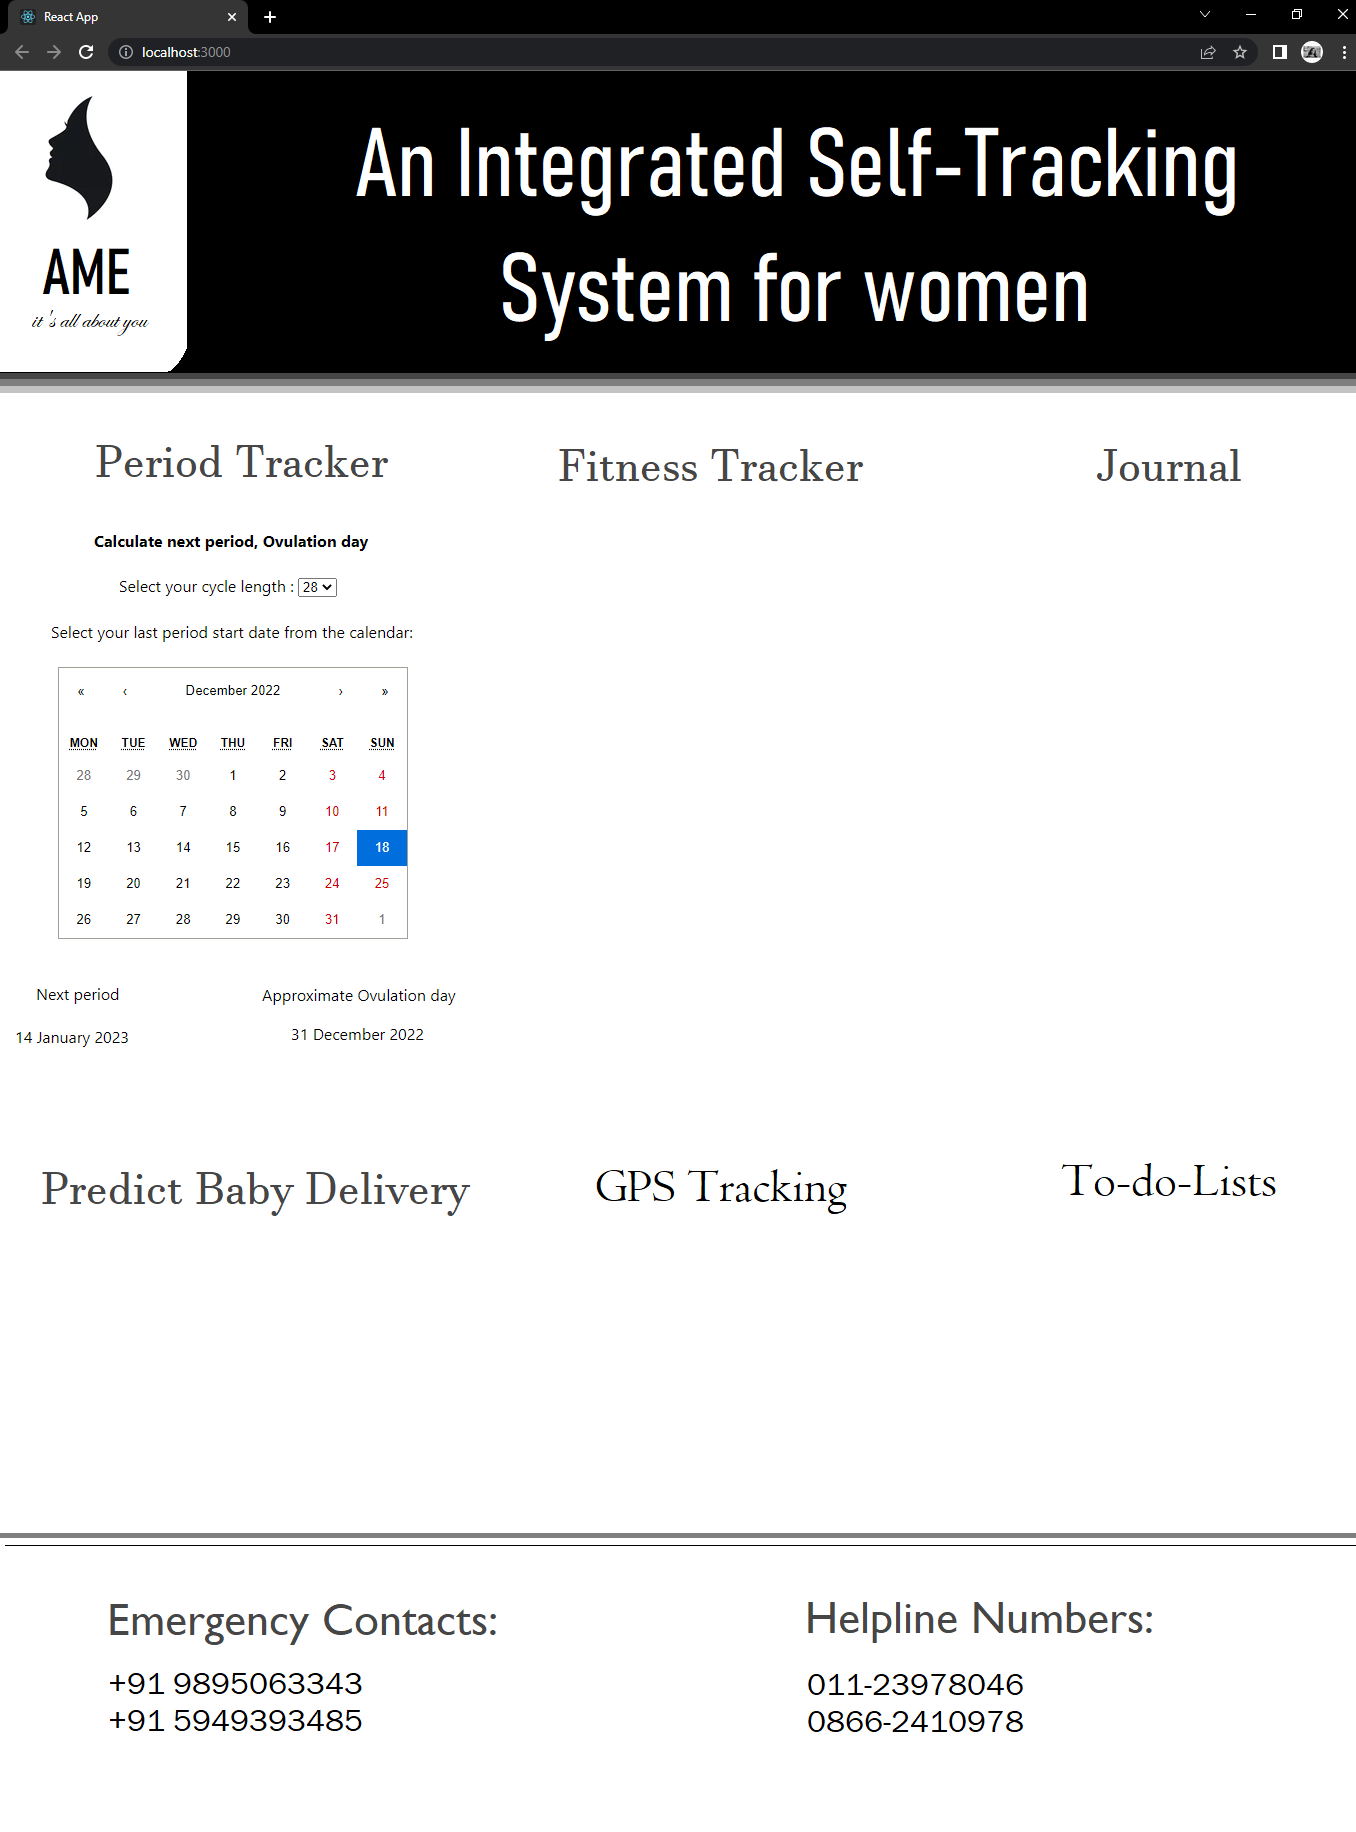 React App
localhost:3000
An Integrated Self-Tracking
System for women
AME
it's all about you
Period Tracker
Fitness Tracker
Journal
Calculate next period, Ovulation day
Select your cycle length : 28
Select your last period start date from the calendar:
« ‹ December 2022 › »
MON TUE WED THU FRI SAT SUN
28 29 30 1 2 3 4
5 6 7 8 9 10 11
12 13 14 15 16 17 18
19 20 21 22 23 24 25
26 27 28 29 30 31 1
Next period
Approximate Ovulation day
14 January 2023
31 December 2022
Predict Baby Delivery
GPS Tracking
To-do-Lists
Emergency Contacts:
+91 9895063343
+91 5949393485
Helpline Numbers:
011-23978046
0866-2410978